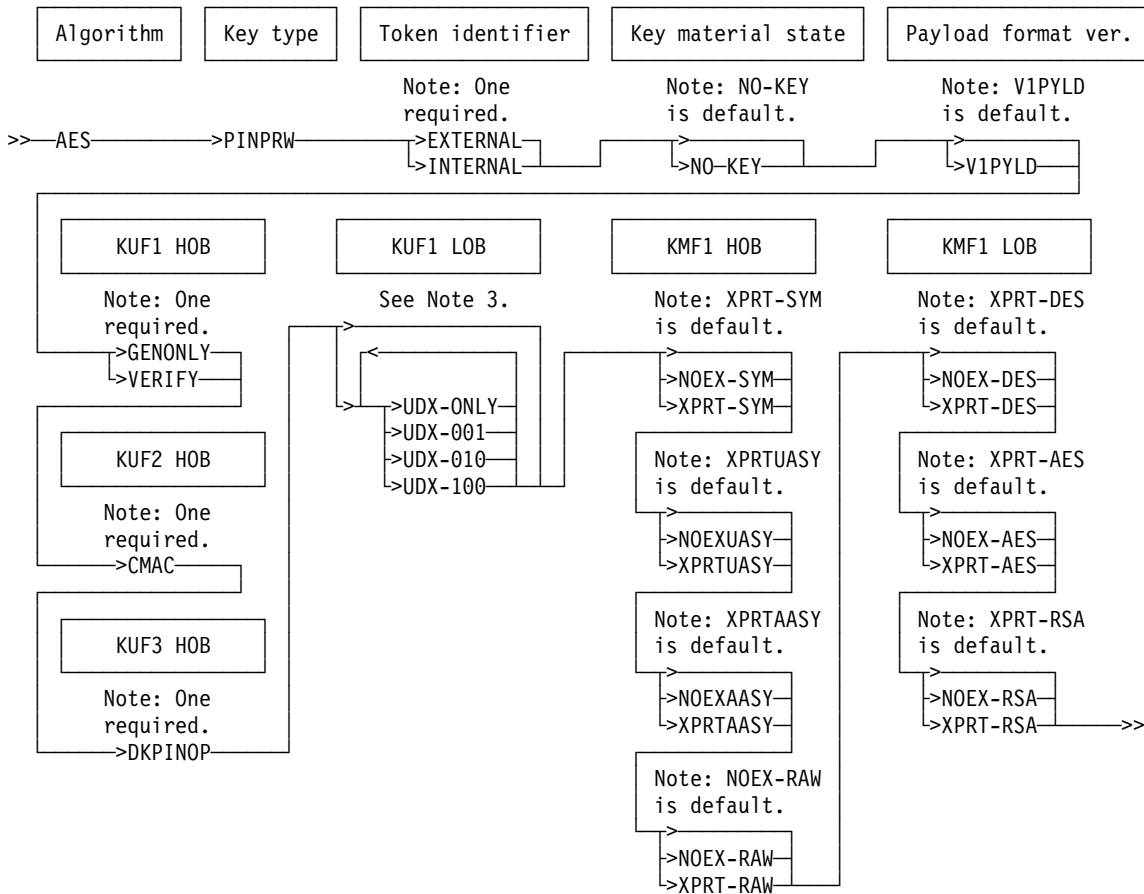 Algorithm
Key type
Token identifier
Key material state
Payload format ver.
Note: One
required.
Note: NO-KEY
is default.
Note: V1PYLD
is default.
>>—AES—>PINPRW—>EXTERNAL
>INTERNAL
>
>NO-KEY
>
>V1PYLD
KUF1 HOB
KUF1 LOB
KMF1 HOB
KMF1 LOB
Note: One
required.
>GENONLY
>VERIFY
KUF2 HOB
Note: One
required.
>CMAC
KUF3 HOB
Note: One
required.
>DKPINOP
See Note 3.
>
<
>
>UDX-ONLY
>UDX-001
>UDX-010
>UDX-100
Note: XPRT-SYM
is default.
>
>NOEX-SYM
>XPRT-SYM
Note: XPRTUASY
is default.
>
>NOEXUASY
>XPRTUASY
Note: XPRTAASY
is default.
>
>NOEXAASY
>XPRTAASY
Note: NOEX-RAW
is default.
>
>NOEX-RAW
>XPRT-RAW
Note: XPRT-DES
is default.
>
>NOEX-DES
>XPRT-DES
Note: XPRT-AES
is default.
>
>NOEX-AES
>XPRT-AES
Note: XPRT-RSA
is default.
>
>NOEX-RSA
>XPRT-RSA—>>